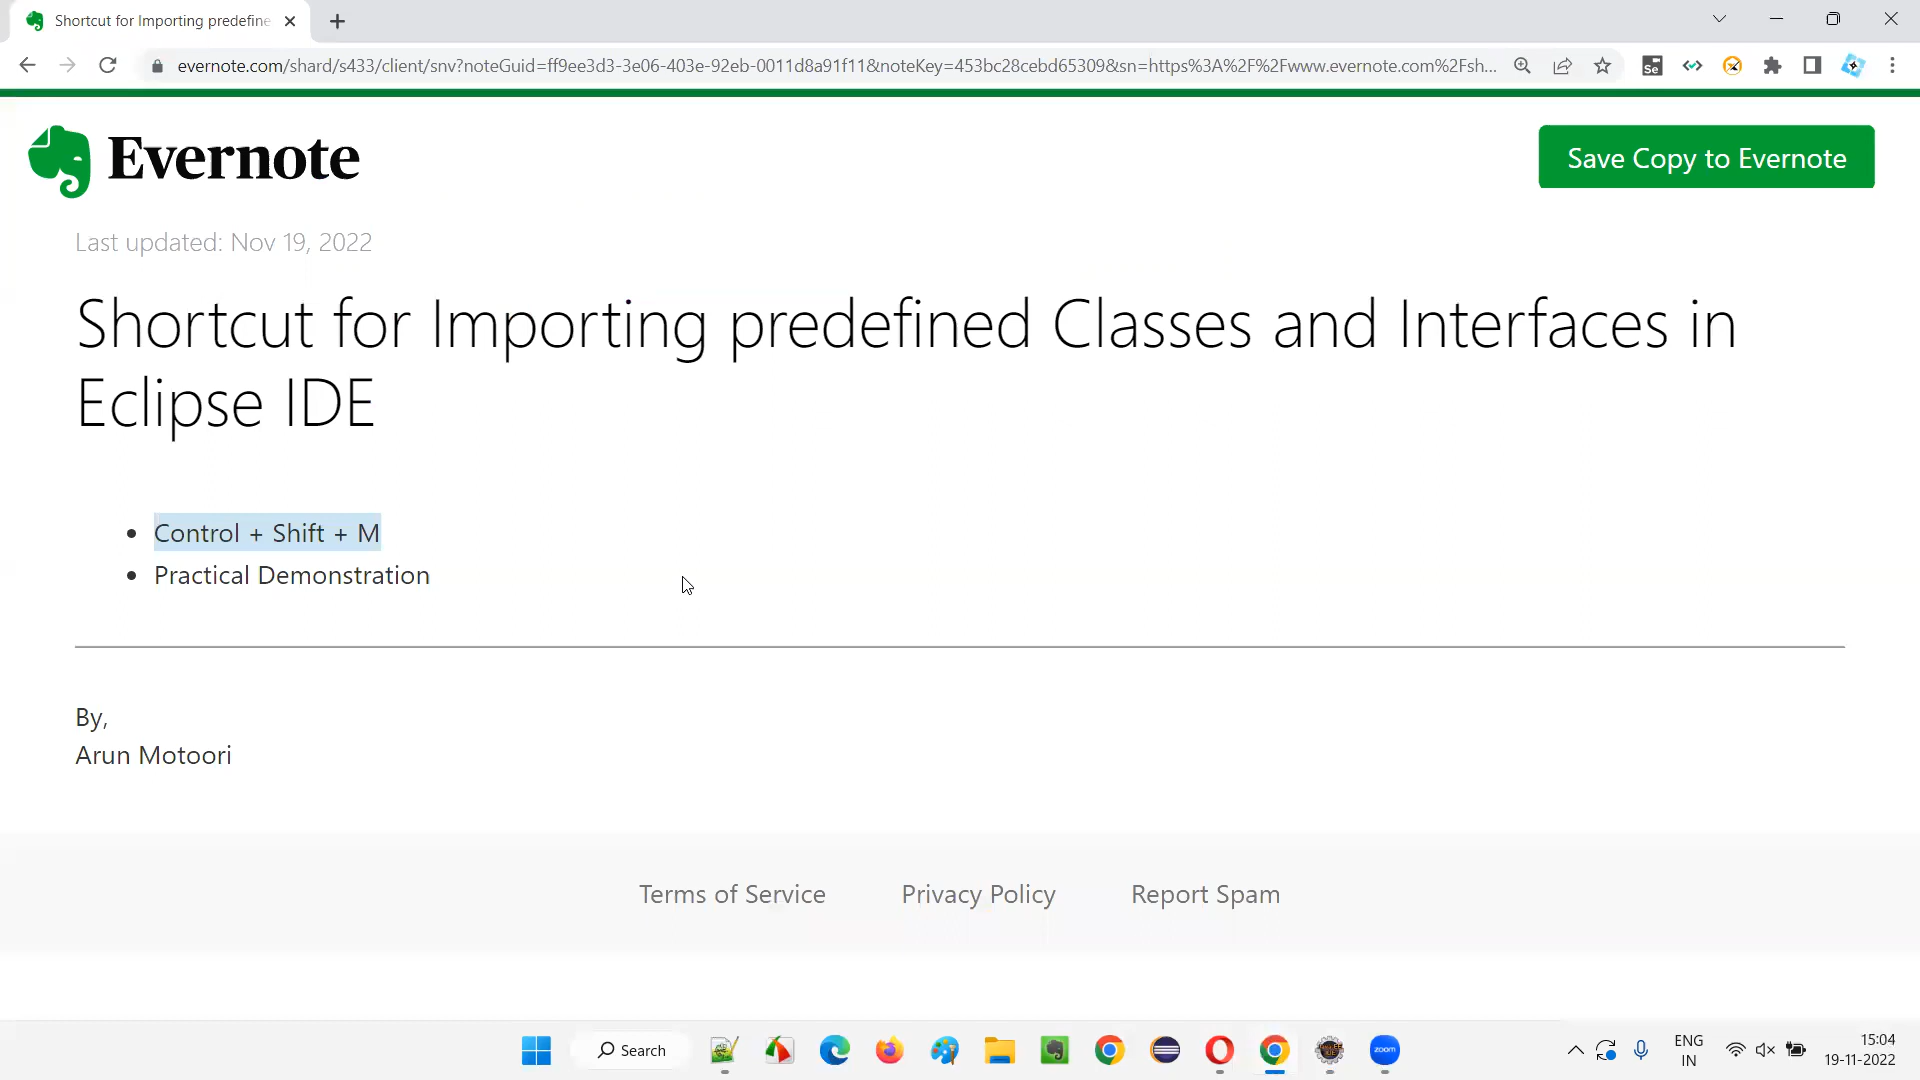 Shortcut for Importing predefine
evernote.com/shard/s433/client/snv?noteGuid=ff9ee3d3-3e06-403e-92eb-0011d8a91f11&noteKey=453bc28cebd65309&sn=https%3A%2F%2Fwww.evernote.com%2Fsh...
Se
Evernote
Save Copy to Evernote
Last updated: Nov 19, 2022
Shortcut for Importing predefined Classes and Interfaces in
Eclipse IDE
• Control + Shift + M
• Practical Demonstration
By,
Arun Motoori
Terms of Service Privacy Policy Report Spam
Search
zoom
ENG
IN
15:04
19-11-2022